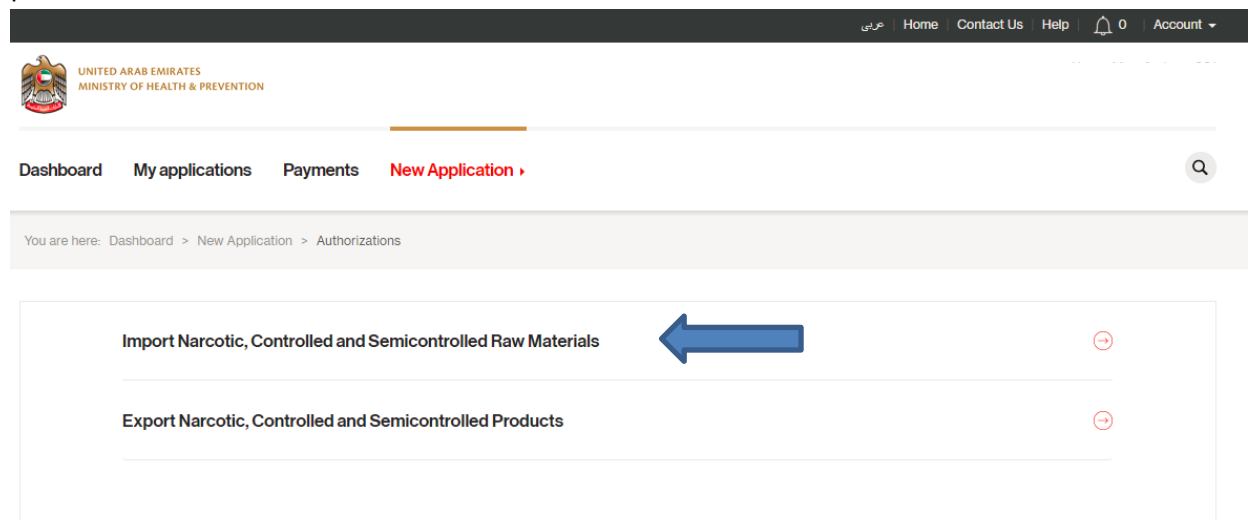 عربى Home Contact Us Help 0 Account
UNITED ARAB EMIRATES
MINISTRY OF HEALTH & PREVENTION
Dashboard My applications Payments New Application
You are here: Dashboard > New Application > Authorizations
Import Narcotic, Controlled and Semicontrolled Raw Materials
Export Narcotic, Controlled and Semicontrolled Products